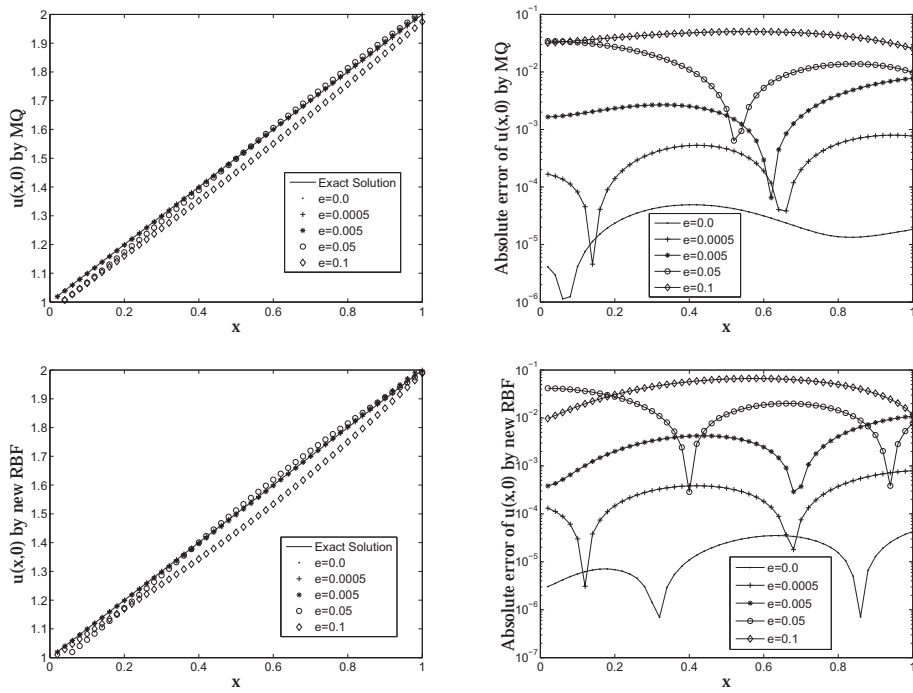 2
1.9
1.8
1.7
1.6
1.5
1.4
1.3
1.2
1.1
1
0
0.2
0.4
0.6
0.8
1
x
u(x,0) by MQ
Exact Solution
e=0.0
e=0.0005
e=0.005
e=0.05
e=0.1
10⁰
10⁻¹
10⁻²
10⁻³
10⁻⁴
10⁻⁵
10⁻⁶
0
0.2
0.4
0.6
0.8
1
x
Absolute error of u(x,0) by MQ
e=0.0
e=0.0005
e=0.005
e=0.05
e=0.1
2
1.9
1.8
1.7
1.6
1.5
1.4
1.3
1.2
1.1
1
0
0.2
0.4
0.6
0.8
1
x
u(x,0) by new RBF
Exact Solution
e=0.0
e=0.0005
e=0.005
e=0.05
e=0.1
10⁻¹
10⁻²
10⁻³
10⁻⁴
10⁻⁵
10⁻⁶
10⁻⁷
0
0.2
0.4
0.6
0.8
1
x
Absolute error of u(x,0) by new RBF
e=0.0
e=0.0005
e=0.005
e=0.05
e=0.1